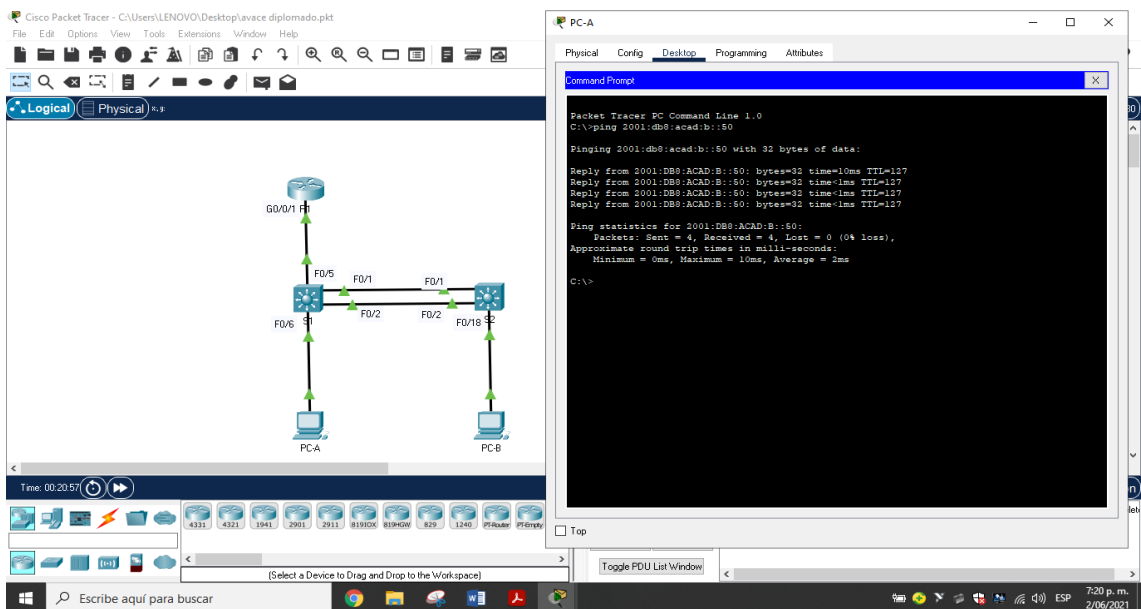 Cisco Packet Tracer - C:\Users\LENOVO\Desktop\avace diplomado.pkt
File Edit Options View Tools Extensions Window Help
Logical Physical x, y:
G0/0/1 R1
F0/5
F0/1
F0/1
F0/6
S1
F0/2
F0/2
F0/18
S2
PC-A
PC-B
Time: 00:20:57
4331 4321 1941 2901 2911 819IOX 819HGW 829 1240 PT-Router PT-Empty
(Select a Device to Drag and Drop to the Workspace)
PC-A
Physical Config Desktop Programming Attributes
Command Prompt
X
Packet Tracer PC Command Line 1.0
C:\>ping 2001:db8:acad:b::50
Pinging 2001:db8:acad:b::50 with 32 bytes of data:
Reply from 2001:DB8:ACAD:B::50: bytes=32 time=10ms TTL=127
Reply from 2001:DB8:ACAD:B::50: bytes=32 time<1ms TTL=127
Reply from 2001:DB8:ACAD:B::50: bytes=32 time<1ms TTL=127
Reply from 2001:DB8:ACAD:B::50: bytes=32 time<1ms TTL=127
Ping statistics for 2001:DB8:ACAD:B::50:
Packets: Sent = 4, Received = 4, Lost = 0 (0% loss),
Approximate round trip times in milli-seconds:
Minimum = 0ms, Maximum = 10ms, Average = 2ms
C:\>
Top
Toggle PDU List Window
Escribe aquí para buscar
ESP
7:20 p. m.
2/06/2021